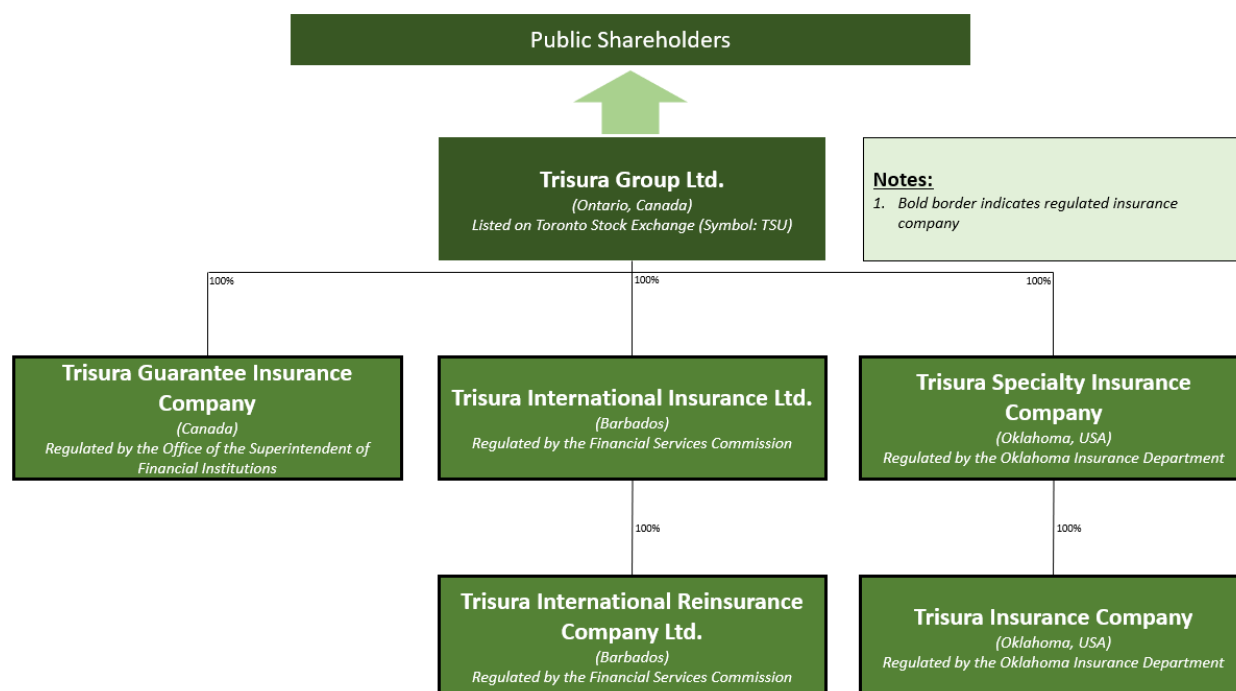 Public Shareholders
Trisura Group Ltd.
(Ontario, Canada)
Listed on Toronto Stock Exchange (Symbol: TSU)
Notes:
1. Bold border indicates regulated insurance
company
100%
100%
100%
Trisura Guarantee Insurance
Company
(Canada)
Regulated by the Office of the Superintendent of
Financial Institutions
Trisura International Insurance Ltd.
(Barbados)
Regulated by the Financial Services Commission
Trisura Specialty Insurance
Company
(Oklahoma, USA)
Regulated by the Oklahoma Insurance Department
100%
100%
Trisura International Reinsurance
Company Ltd.
(Barbados)
Regulated by the Financial Services Commission
Trisura Insurance Company
(Oklahoma, USA)
Regulated by the Oklahoma Insurance Department